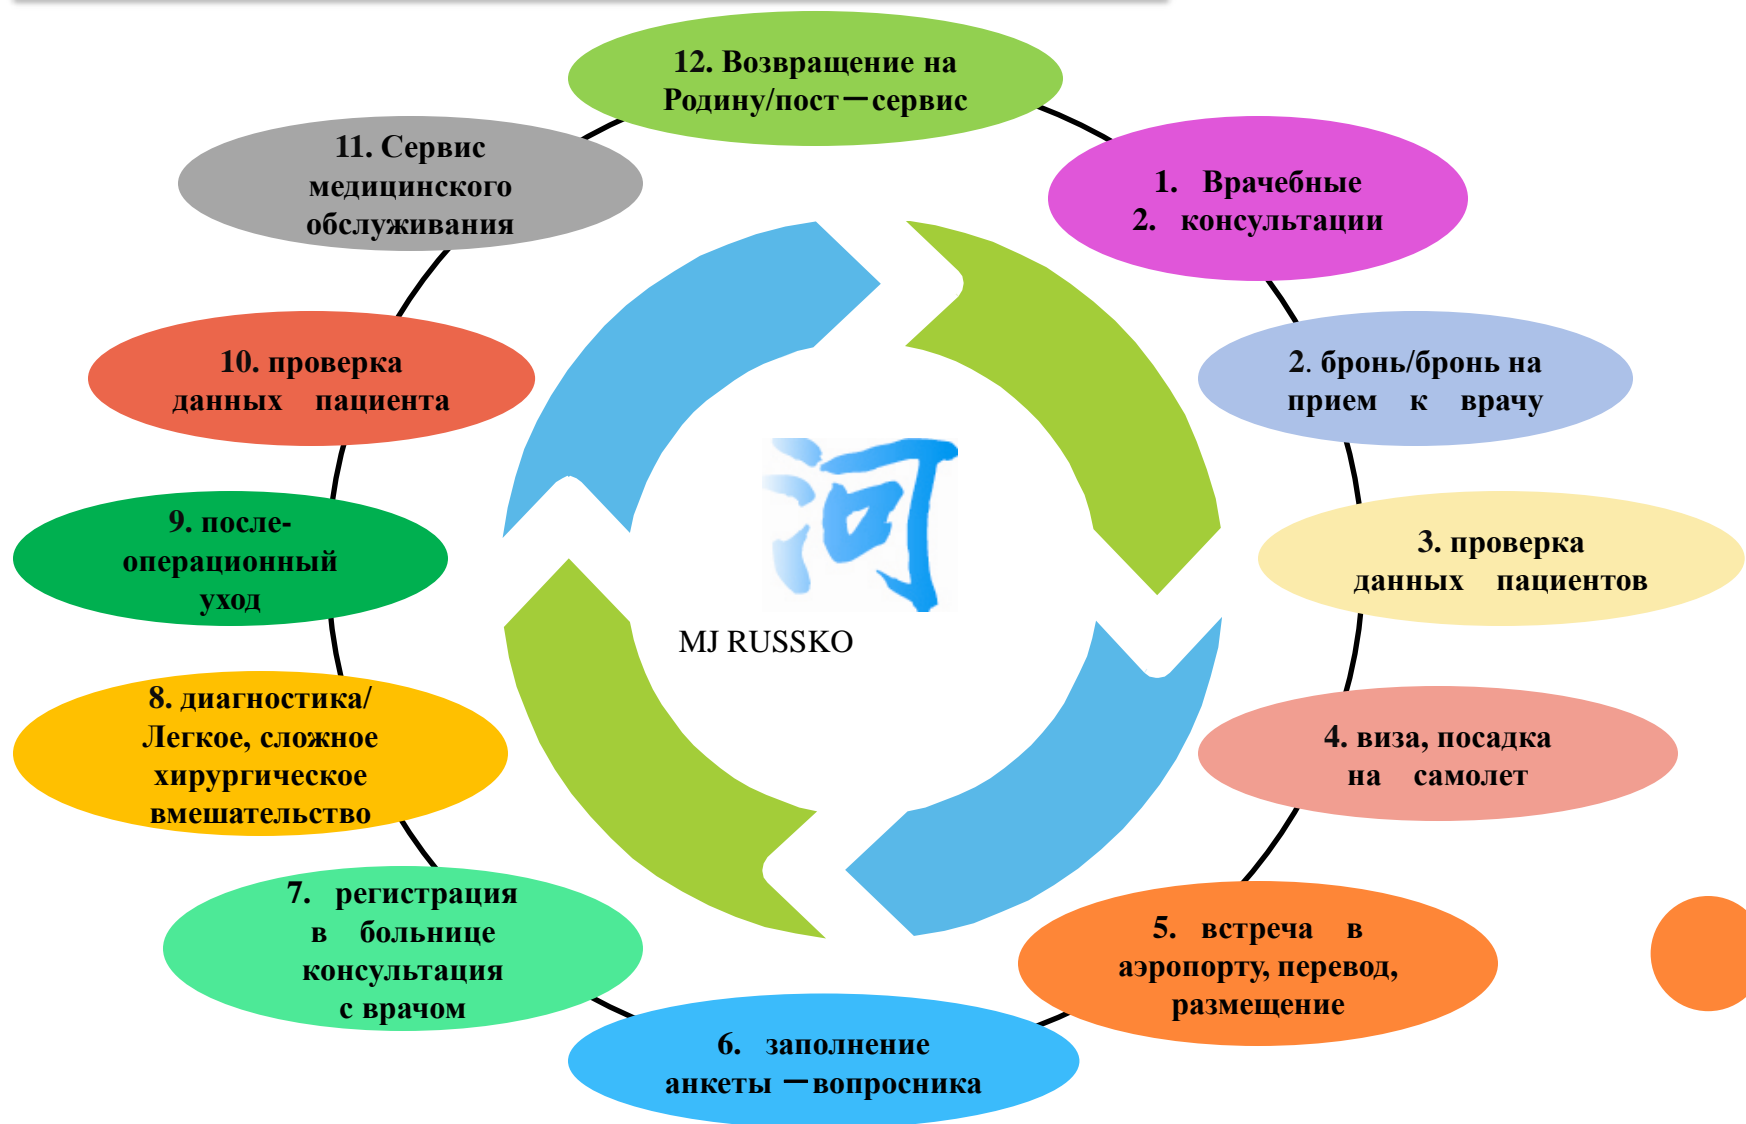 12. Возвращение на
Родину/пост－сервис
1. Врачебные
2. консультации
2. бронь/бронь на
прием к врачу
3. проверка
данных пациентов
4. виза, посадка
на самолет
5. встреча в
аэропорту, перевод,
размещение
6. заполнение
анкеты －вопросника
7. регистрация
в больнице
консультация
с врачом
8. диагностика/
Легкое, сложное
хирургическое
вмешательство
9. после-
операционный
уход
10. проверка
данных пациента
11. Сервис
медицинского
обслуживания
河
MJ RUSSKO